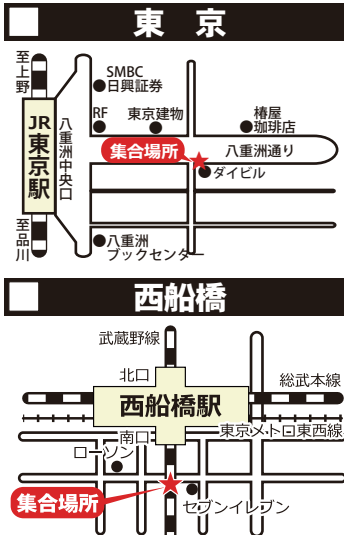 東 京
至上野
SMBC
日興証券
RF
東京建物
椿屋
珈琲店
JR東京駅
八重洲中央口
集合場所
八重洲通り
ダイビル
至品川
八重洲
ブックセンター
西船橋
武蔵野線
北口
総武本線
西船橋駅
東京メトロ東西線
南口
ローソン
集合場所
セブンイレブン